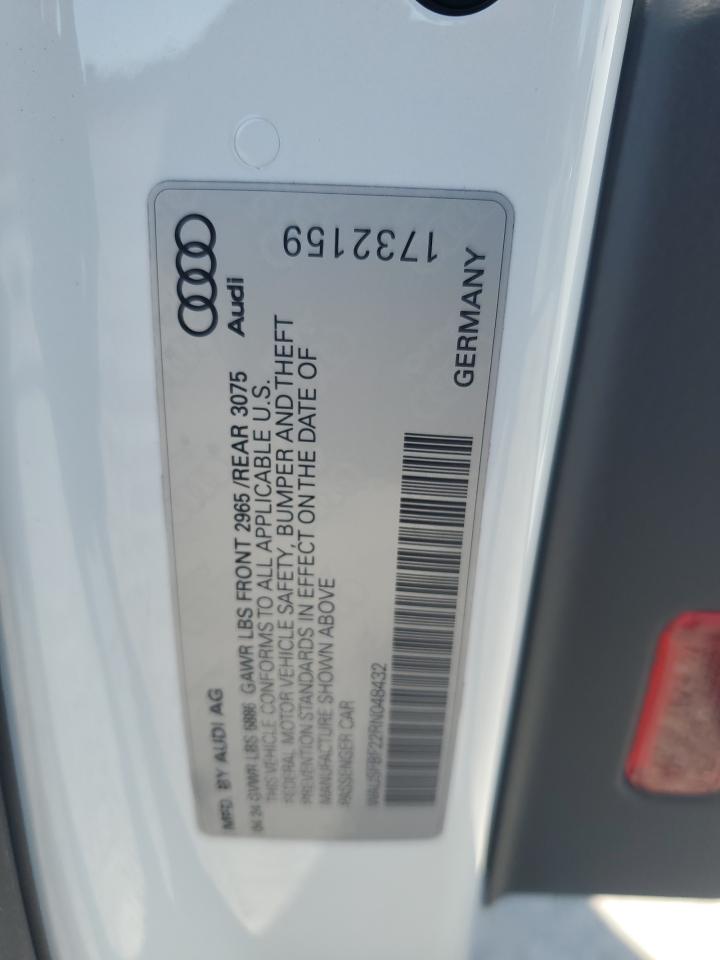 MFD. BY AUDI AG
04/24 GVWR LBS 5886 GAWR LBS FRONT 2965 /REAR 3075
THIS VEHICLE CONFORMS TO ALL APPLICABLE U.S.
FEDERAL MOTOR VEHICLE SAFETY, BUMPER AND THEFT
PREVENTION STANDARDS IN EFFECT ON THE DATE OF
MANUFACTURE SHOWN ABOVE
PASSENGER CAR
Audi
1732159
GERMANY